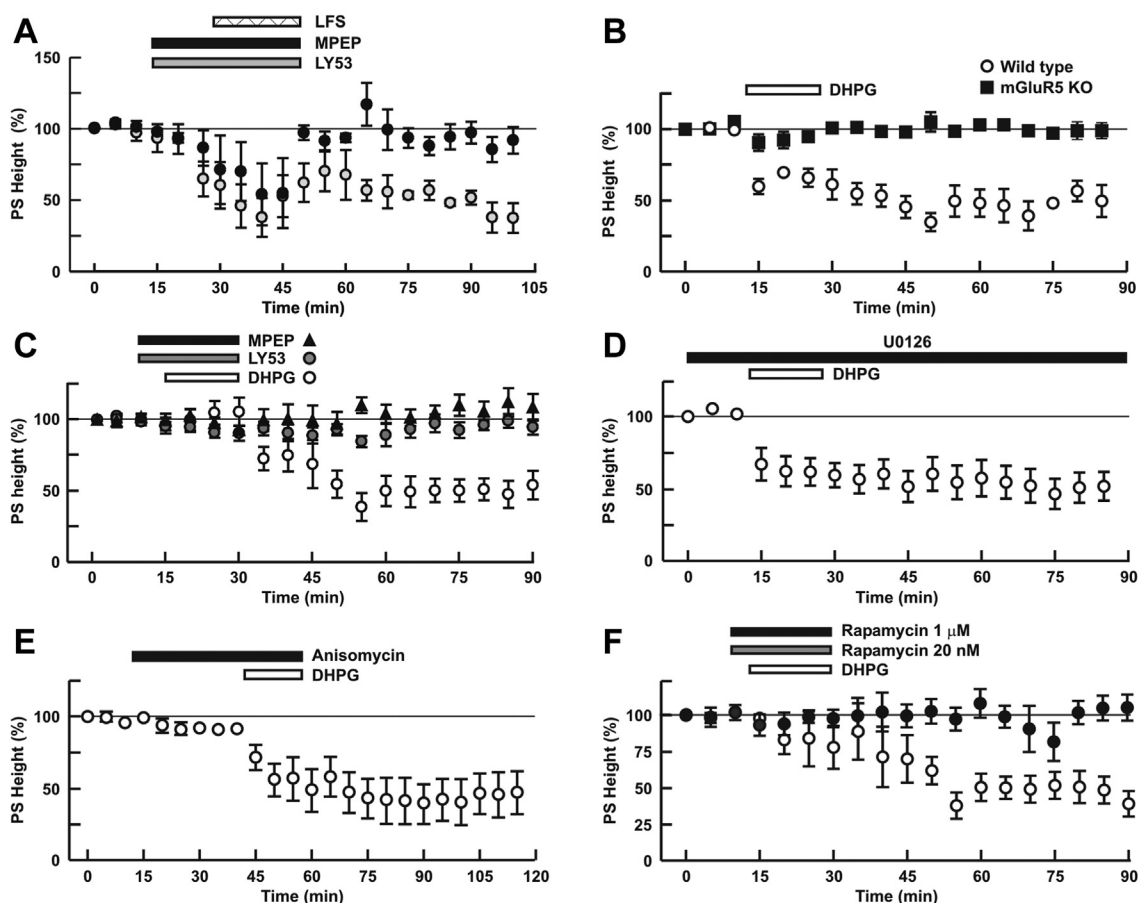 A
LFS
MPEP
LY53
PS Height (%)
150
100
50
0
0 15 30 45 60 75 90 105
Time (min)
B
Wild type
mGluR5 KO
DHPG
PS Height (%)
100
50
0
0 15 30 45 60 75 90
Time (min)
C
MPEP
LY53
DHPG
PS height (%)
100
50
0
0 15 30 45 60 75 90
Time (min)
D
U0126
DHPG
PS Height (%)
100
50
0
0 15 30 45 60 75 90
Time (min)
E
Anisomycin
DHPG
PS Height (%)
100
50
0
0 15 30 45 60 75 90 105 120
Time (min)
F
Rapamycin 1 μM
Rapamycin 20 nM
DHPG
PS Height (%)
100
75
50
25
0 15 30 45 60 75 90
Time (min)